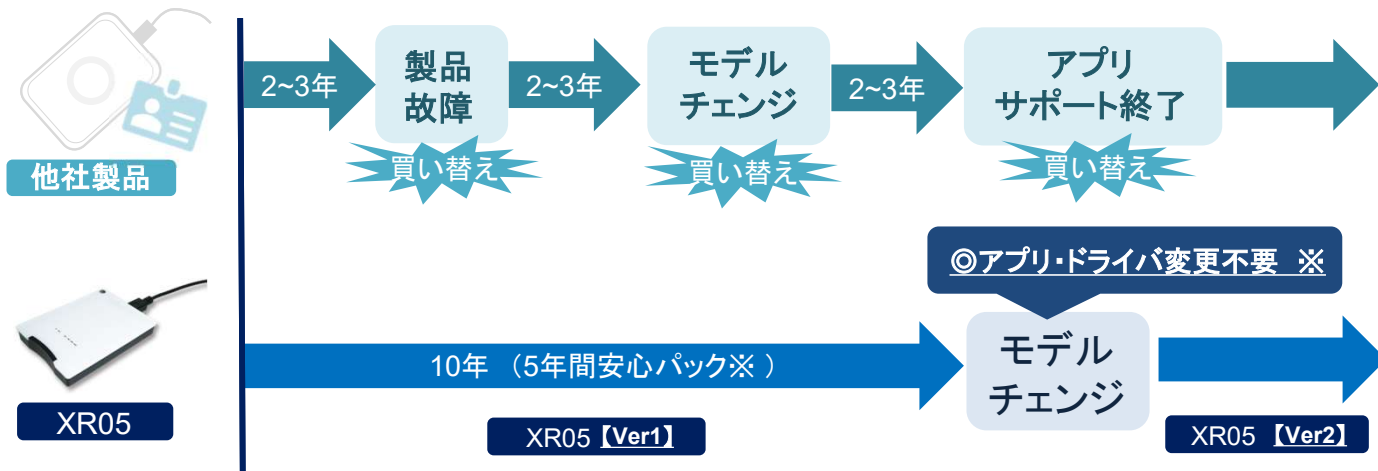 2~3年
製品
故障
2~3年
モデル
チェンジ
2~3年
アプリ
サポート終了
他社製品
買い替え
買い替え
買い替え
◎アプリ・ドライバ変更不要 ※
10年 (5年間安心パック※ )
モデル
チェンジ
XR05
XR05【Ver1】
XR05 【Ver2】